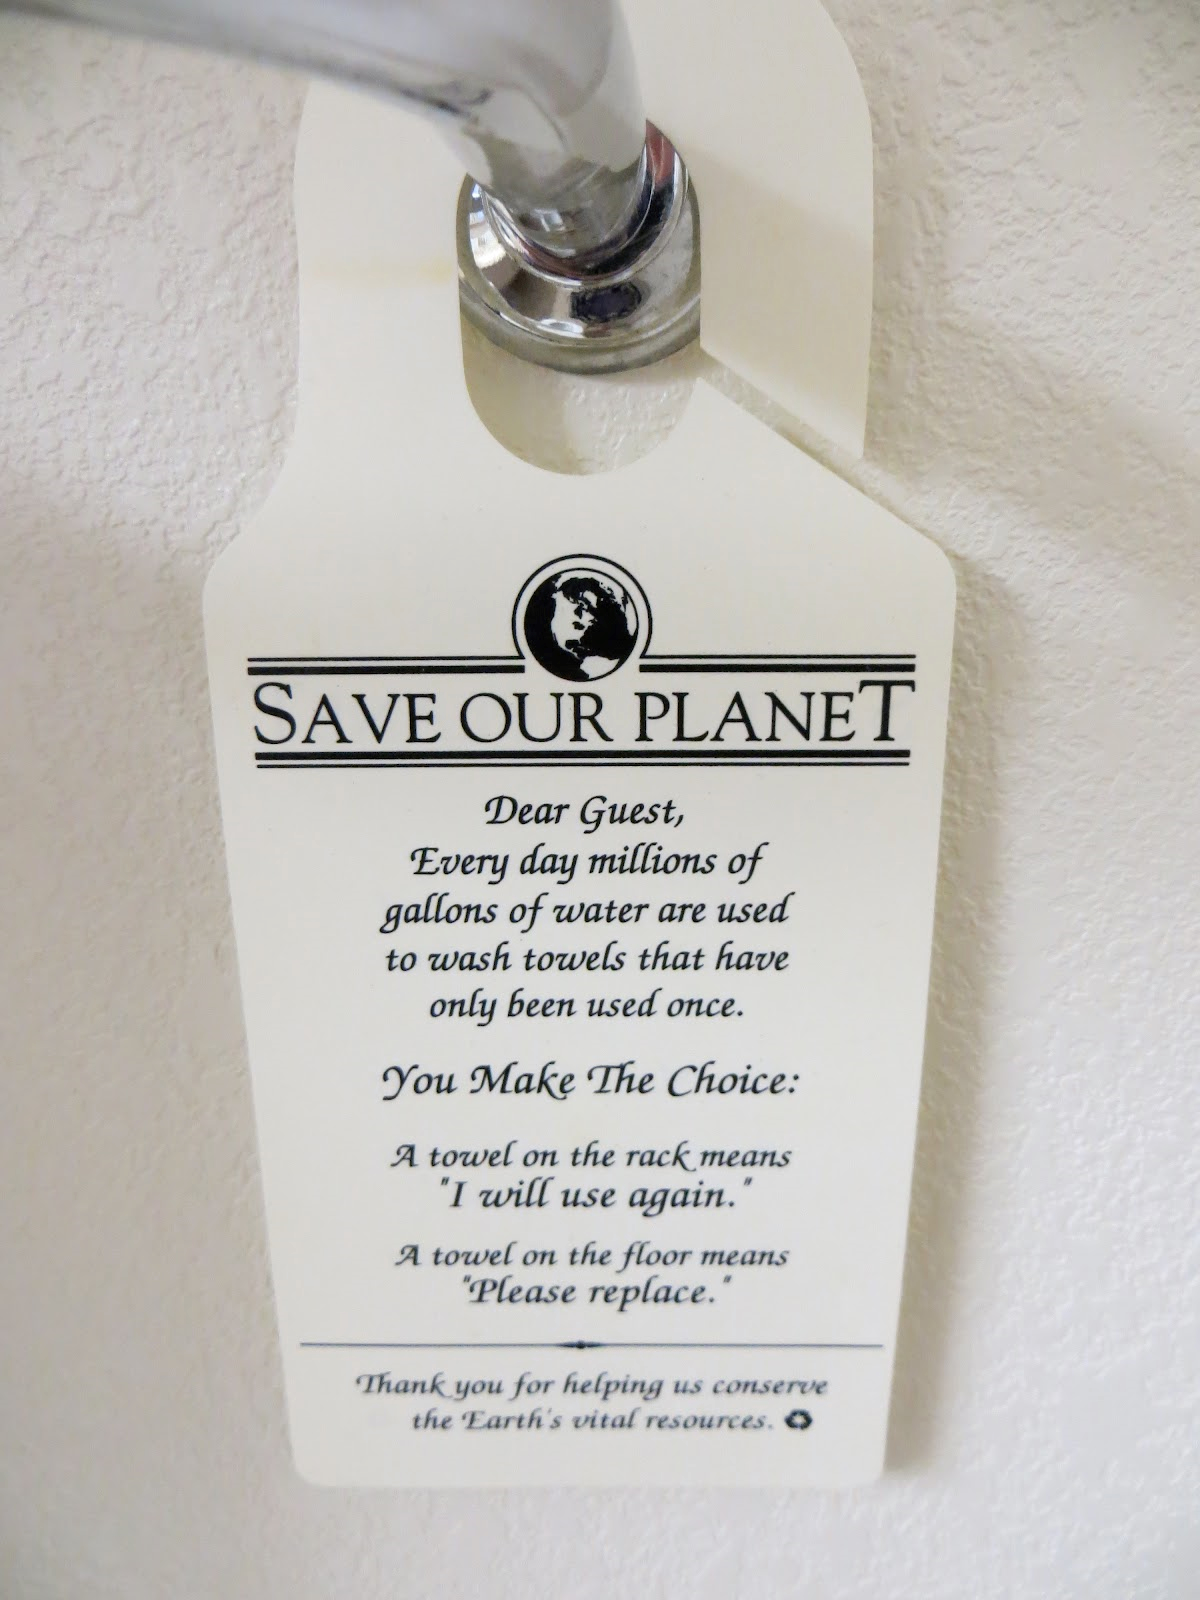 SAVE OUR PLANET
Dear Guest,
Every day millions of
gallons of water are used
to wash towels that have
only been used once.
You Make The Choice:
A towel on the rack means
"I will use again."
A towel on the floor means
"Please replace."
Thank you for helping us conserve
the Earth's vital resources.